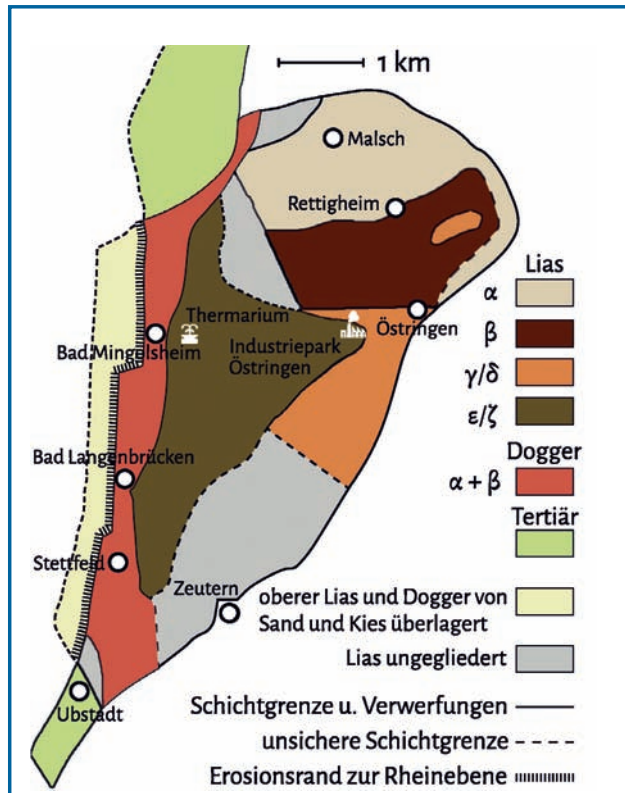 1 km
Malsch
Rettigheim
Lias
α
β
Östringen
Thermarium
Industriepark
Östringen
Bad Mingelsheim
γ/δ
ε/ζ
Dogger
α + β
Bad Langenbrücken
Tertiär
Stettfeld
Zeutern
oberer Lias und Dogger von
Sand und Kies überlagert
Lias ungegliedert
Ubstadt
Schichtgrenze u. Verwerfungen
unsichere Schichtgrenze
Erosionsrand zur Rheinebene